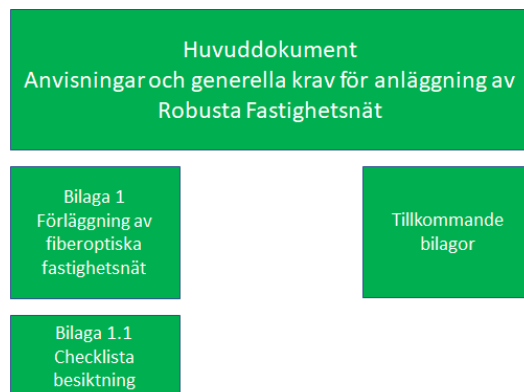 Huvuddokument
Anvisningar och generella krav för anläggning av
Robusta Fastighetsnät
Bilaga 1
Förläggning av
fiberoptiska
fastighetsnät
Tillkommande
bilagor
Bilaga 1.1
Checklista
besiktning